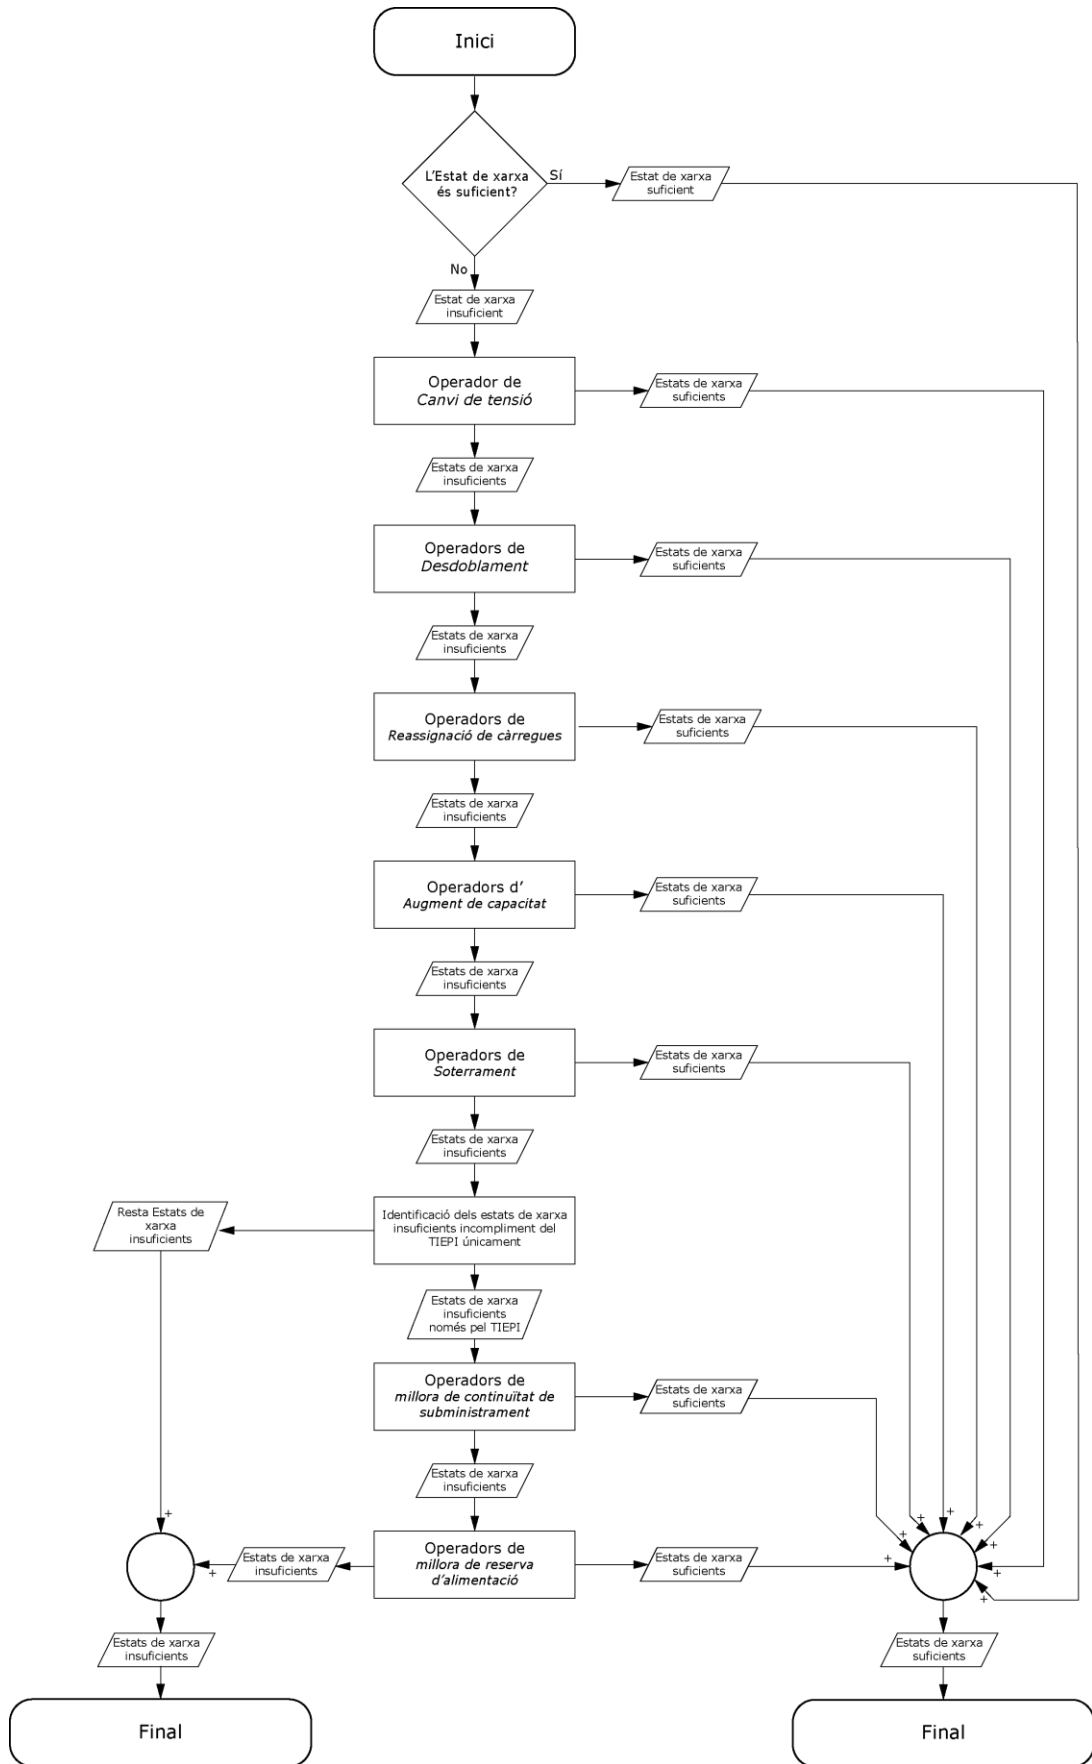 Inici
L'Estat de xarxa
és suficient?
Sí
Estat de xarxa
suficient
No
Estat de xarxa
insuficient
Operador de
Canvi de tensió
Estats de xarxa
suficients
Estats de xarxa
insuficients
Operadors de
Desdoblament
Estats de xarxa
suficients
Estats de xarxa
insuficients
Operadors de
Reassignació de càrregues
Estats de xarxa
suficients
Estats de xarxa
insuficients
Operadors d'
Augment de capacitat
Estats de xarxa
suficients
Estats de xarxa
insuficients
Operadors de
Soterrament
Estats de xarxa
suficients
Estats de xarxa
insuficients
Identificació dels estats de xarxa
insuficients incompliment del
TIEPI únicament
Resta Estats de
xarxa
insuficients
Estats de xarxa
insuficients
només pel TIEPI
Operadors de
millora de continuïtat de
subministrament
Estats de xarxa
suficients
Estats de xarxa
insuficients
Operadors de
millora de reserva
d'alimentació
Estats de xarxa
insuficients
Estats de xarxa
suficients
+
+
+
+
+
+
+
+
+
+
Estats de xarxa
insuficients
Estats de xarxa
suficients
Final
Final